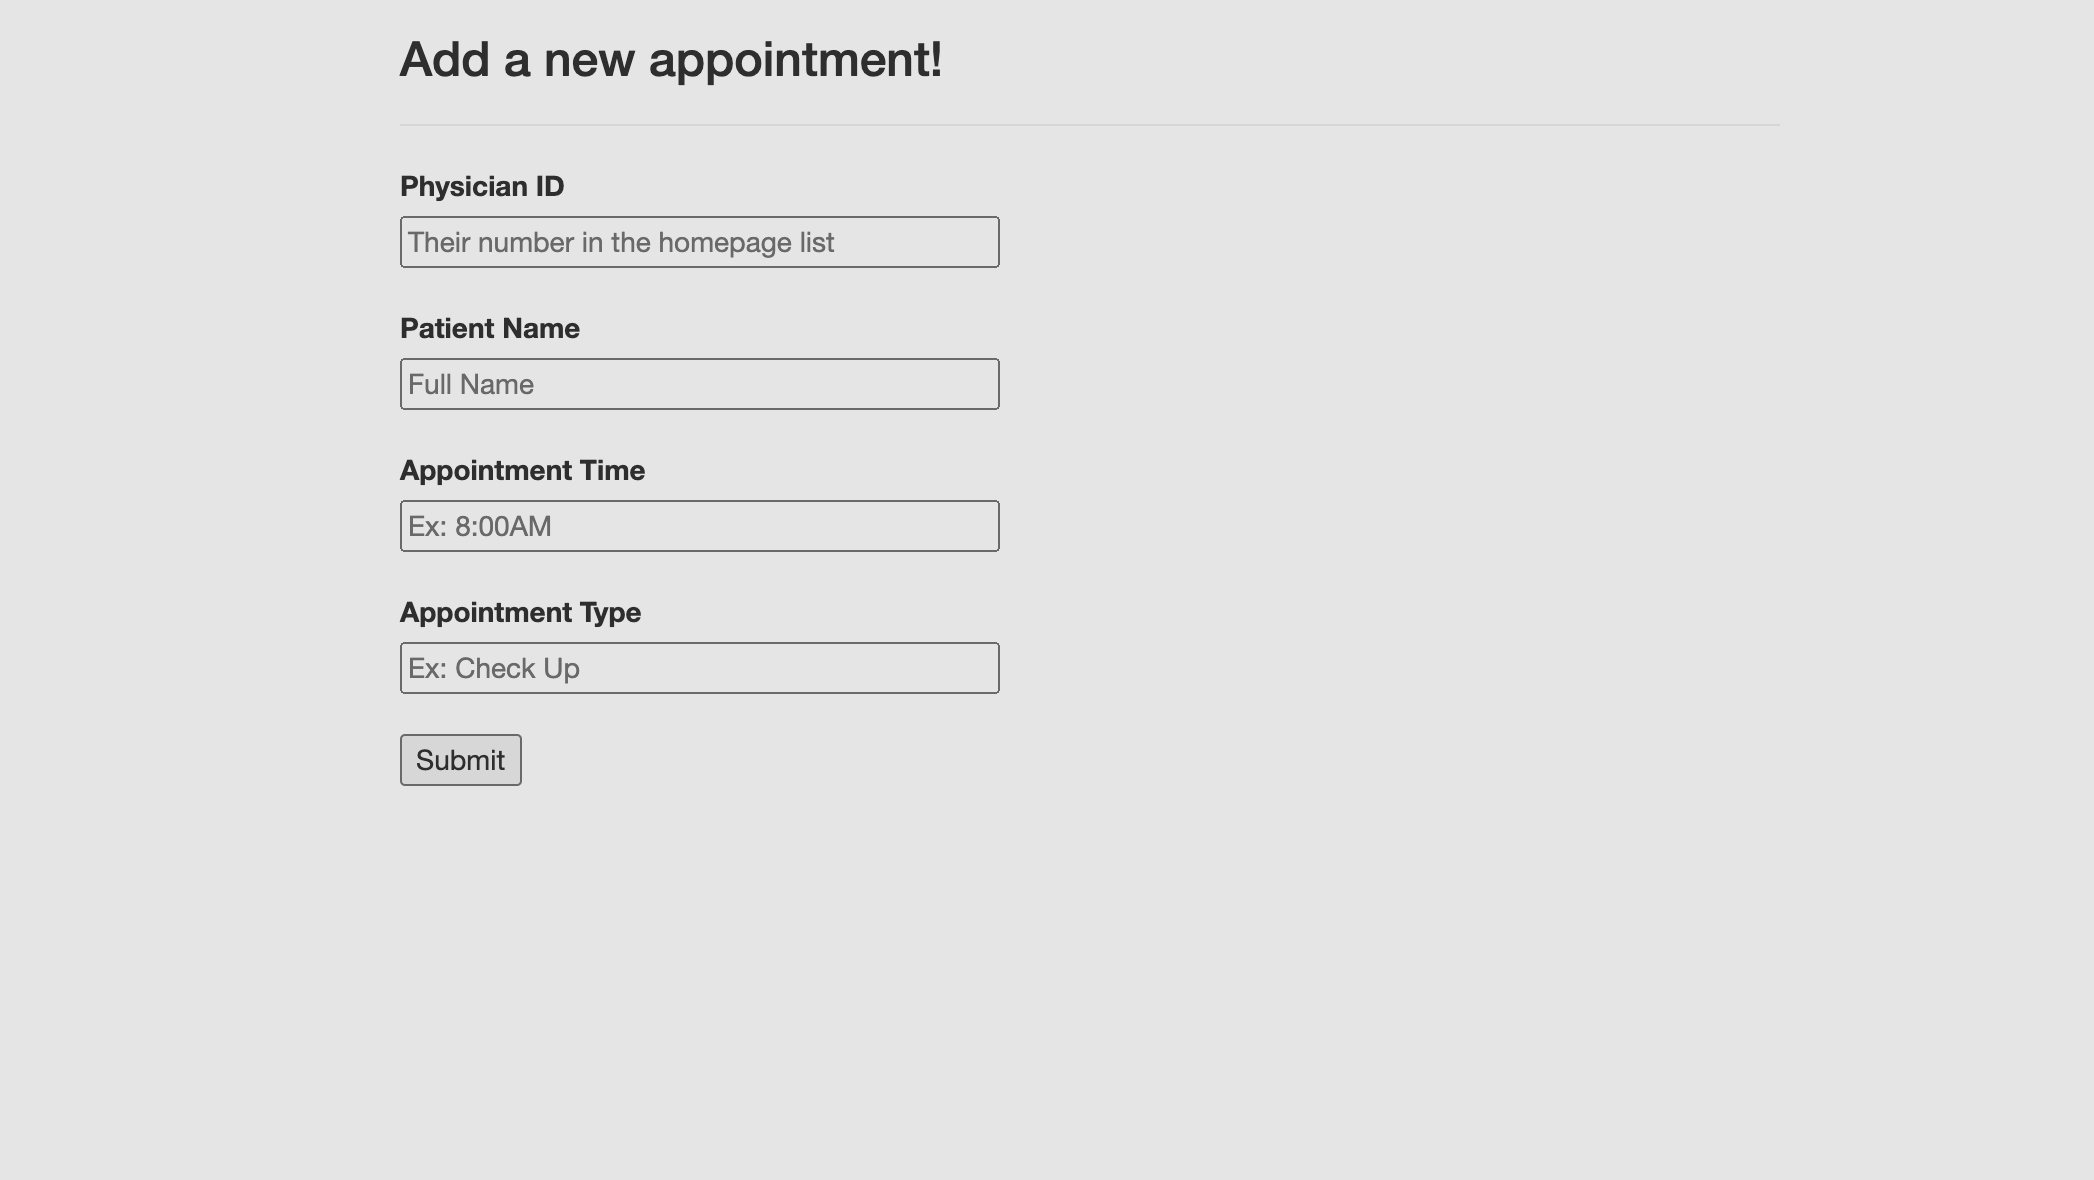 Add a new appointment!
Physician ID
Their number in the homepage list
Patient Name
Full Name
Appointment Time
Ex: 8:00AM
Appointment Type
Ex: Check Up
Submit